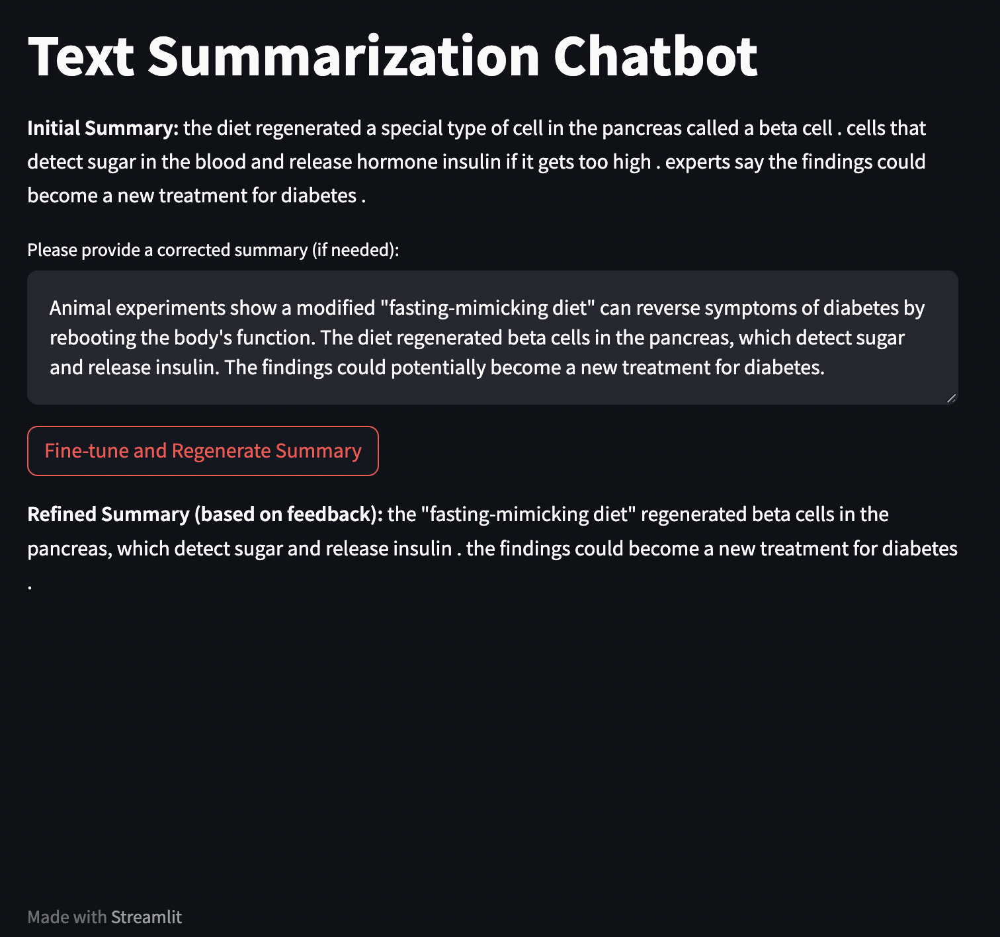 Text Summarization Chatbot
Initial Summary: the diet regenerated a special type of cell in the pancreas called a beta cell . cells that
detect sugar in the blood and release hormone insulin if it gets too high . experts say the findings could
become a new treatment for diabetes .
Please provide a corrected summary (if needed):
Animal experiments show a modified "fasting-mimicking diet" can reverse symptoms of diabetes by
rebooting the body's function. The diet regenerated beta cells in the pancreas, which detect sugar
and release insulin. The findings could potentially become a new treatment for diabetes.
Fine-tune and Regenerate Summary
Refined Summary (based on feedback): the "fasting-mimicking diet" regenerated beta cells in the
pancreas, which detect sugar and release insulin . the findings could become a new treatment for diabetes
.
Made with Streamlit